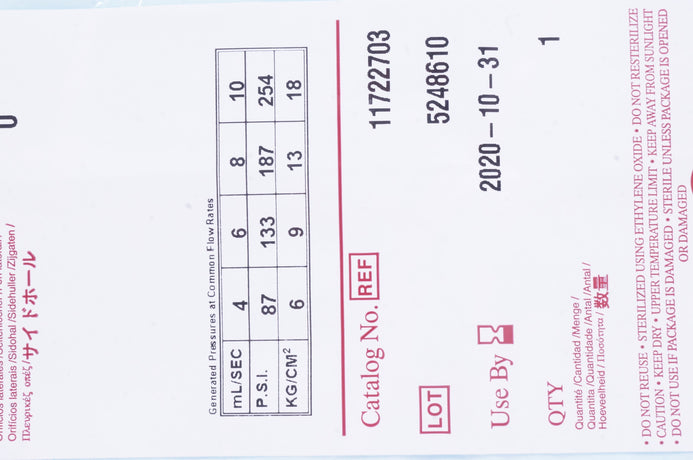 0
Orificios laterais /Sidohal /Sidehuller /Zijgaten /
Πλευρικές οπές /サイドホール
Generated Pressures at Common Flow Rates
mL/SEC 4 6 8 10
P.S.I. 87 133 187 254
KG/CM² 6 9 13 18
Catalog No. REF 11722703
LOT 5248610
Use By 2020-10-31
QTY 1
Quantité /Cantidad /Menge /
Quantita /Quantidade /Antal /Antal /
Hoeveelheid / Ποσότητα / 数量
• DO NOT REUSE • STERILIZED USING ETHYLENE OXIDE • DO NOT RESTERILIZE
• CAUTION • KEEP DRY • UPPER TEMPERATURE LIMIT • KEEP AWAY FROM SUNLIGHT
• DO NOT USE IF PACKAGE IS DAMAGED • STERILE UNLESS PACKAGE IS OPENED
OR DAMAGED